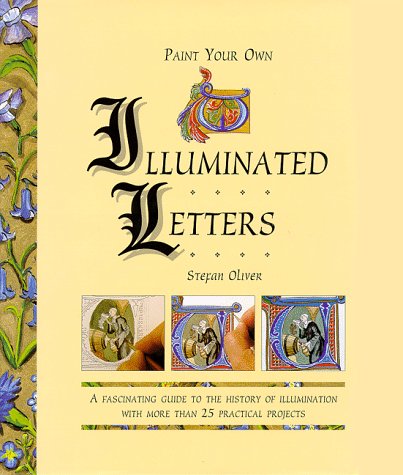 PAINT YOUR OWN
ILLUMINATED
LETTERS
Stefan Oliver
A FASCINATING GUIDE TO THE HISTORY OF ILLUMINATION
WITH MORE THAN 25 PRACTICAL PROJECTS